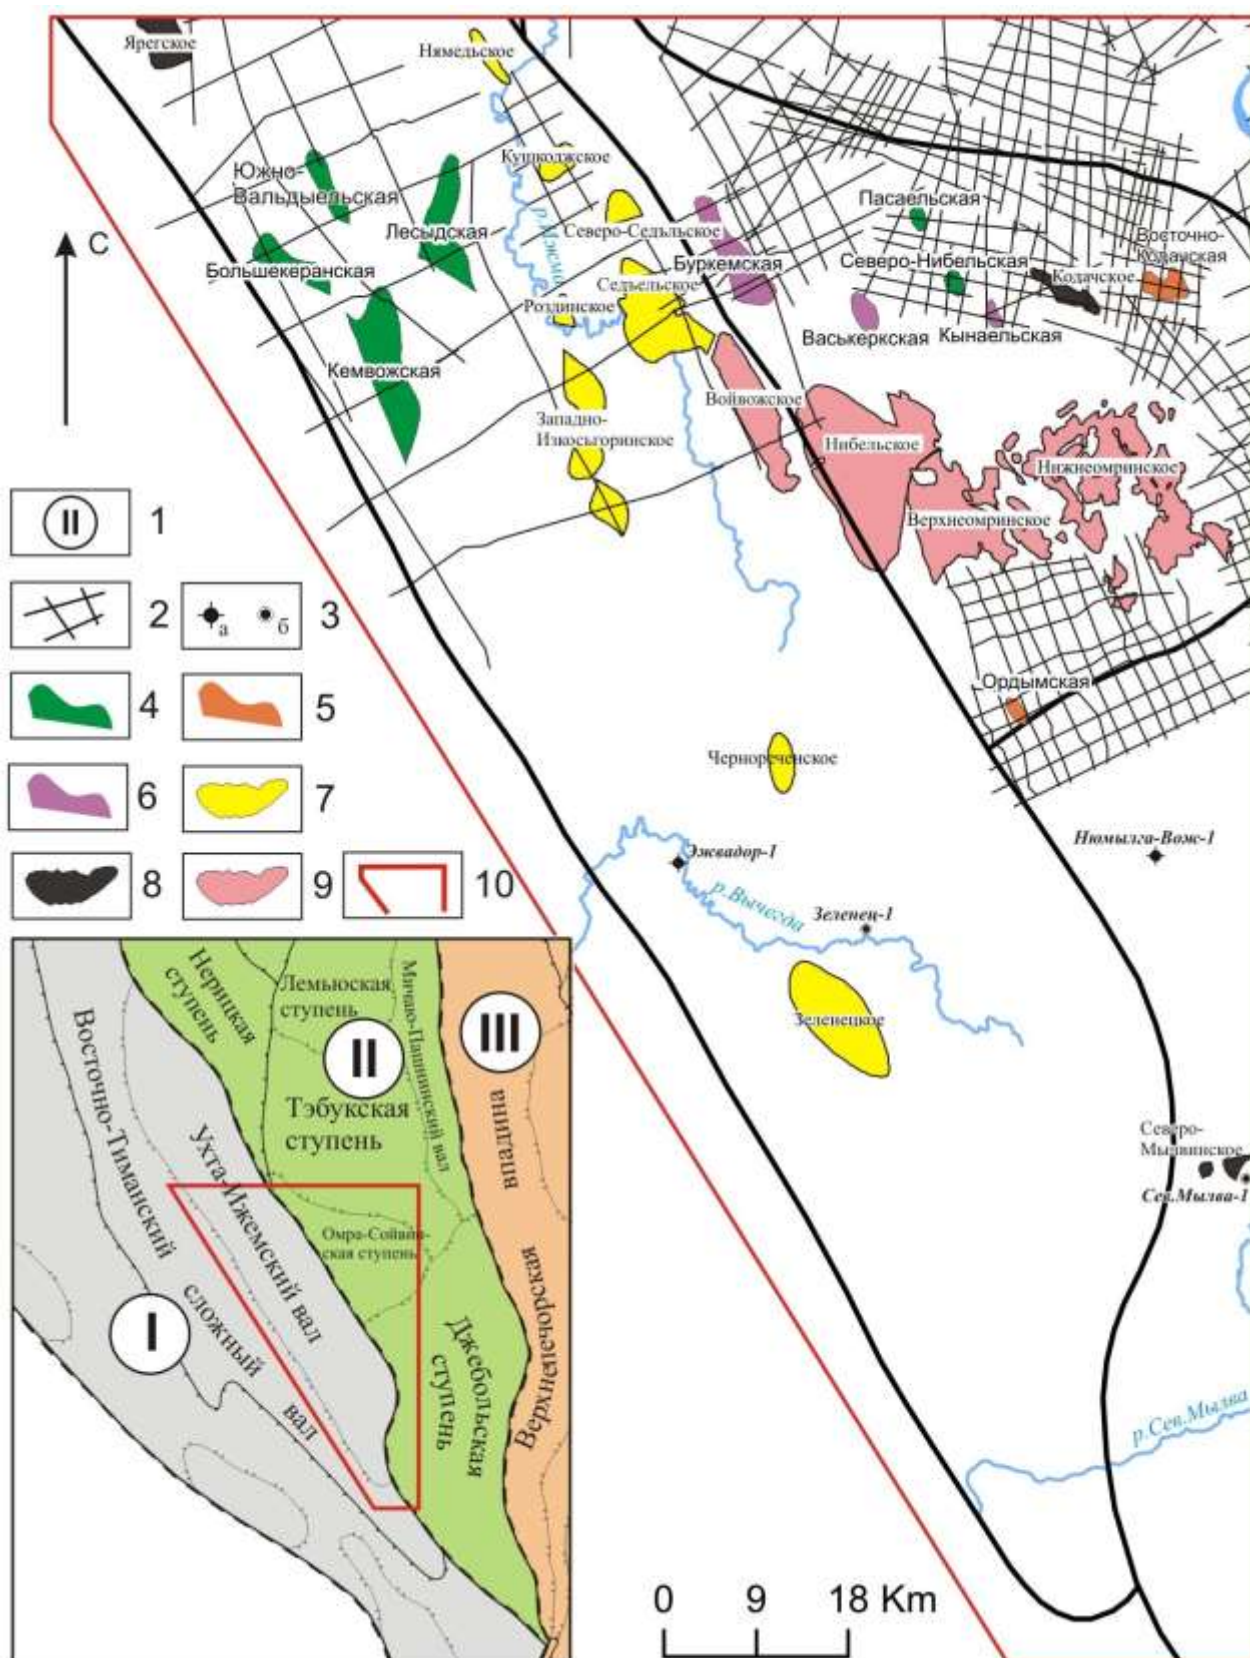 Ярегское
Нямедьское
Южно-
Вальдыельская
Лесыдская
Большекеранская
Кемвожская
С
Кушкоджское
р.Ижма
Северо-Седъельское
Седъельское
Роздинское
Западно-
Изкосьгоринское
Буркемская
Войвожское
Пасаельская
Северо-Нибельская
Васькеркская
Кынаельская
Кодачское
Восточно-
Кодачская
Нибельское
Нижнеомринское
Верхнеомринское
Ордымская
Чернореченское
Эжвадор-1
р.Вычегда
Зеленец-1
Нюмылга-Вож-1
Зеленецкое
Северо-
Мылвинское
Сев.Мылва-1
р.Сев.Мылва
II 1
2
а б 3
4
5
6
7
8
9
10
Нерицкая
ступень
Лемьюская
ступень
II
III
Мичаю-Пашнинский вал
Тэбукская
ступень
Восточно-Тиманский
сложный
вал
Ухта-Ижемский вал
Омра-Сойвин-
ская ступень
I
Джебольская
ступень
Верхнепечорская
впадина
0 9 18 Km